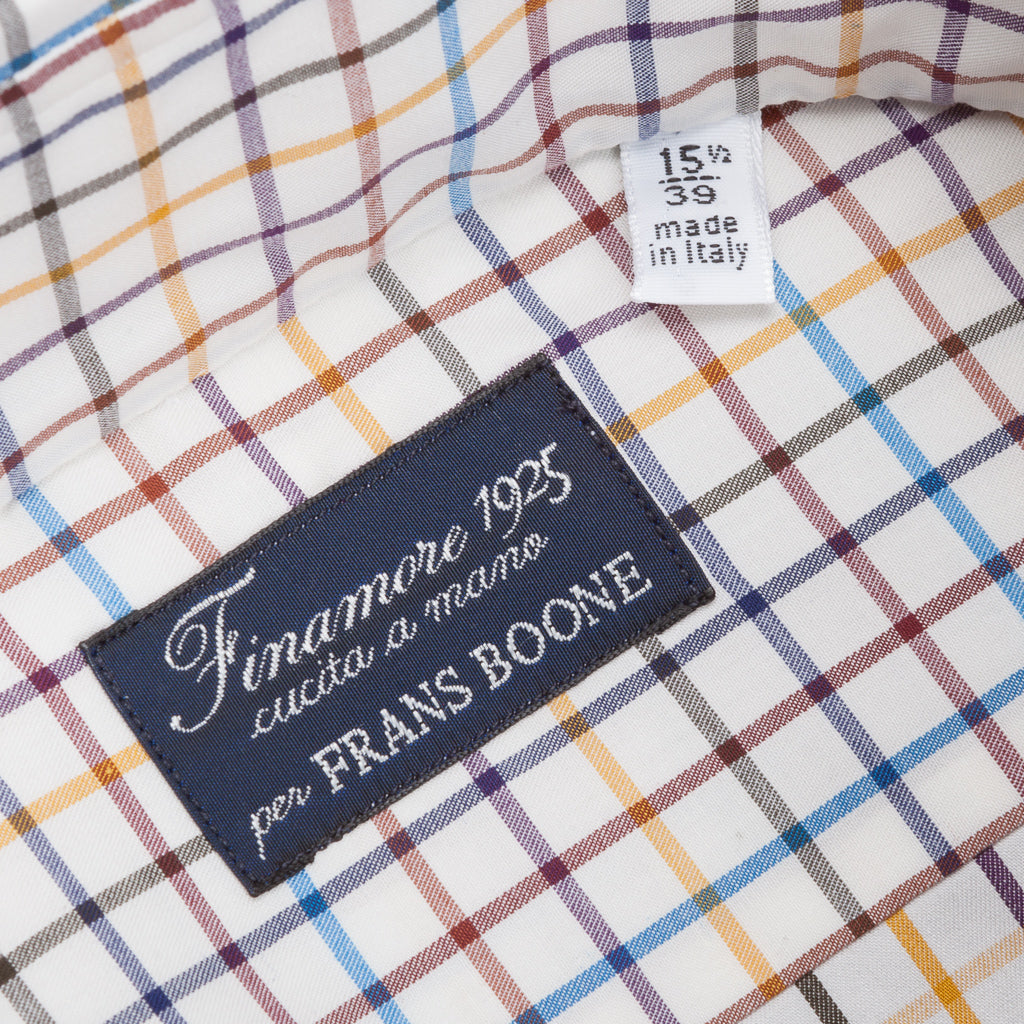 15½
39
made
in Italy
Finamore 1925
cucita a mano
per FRANS BOONE